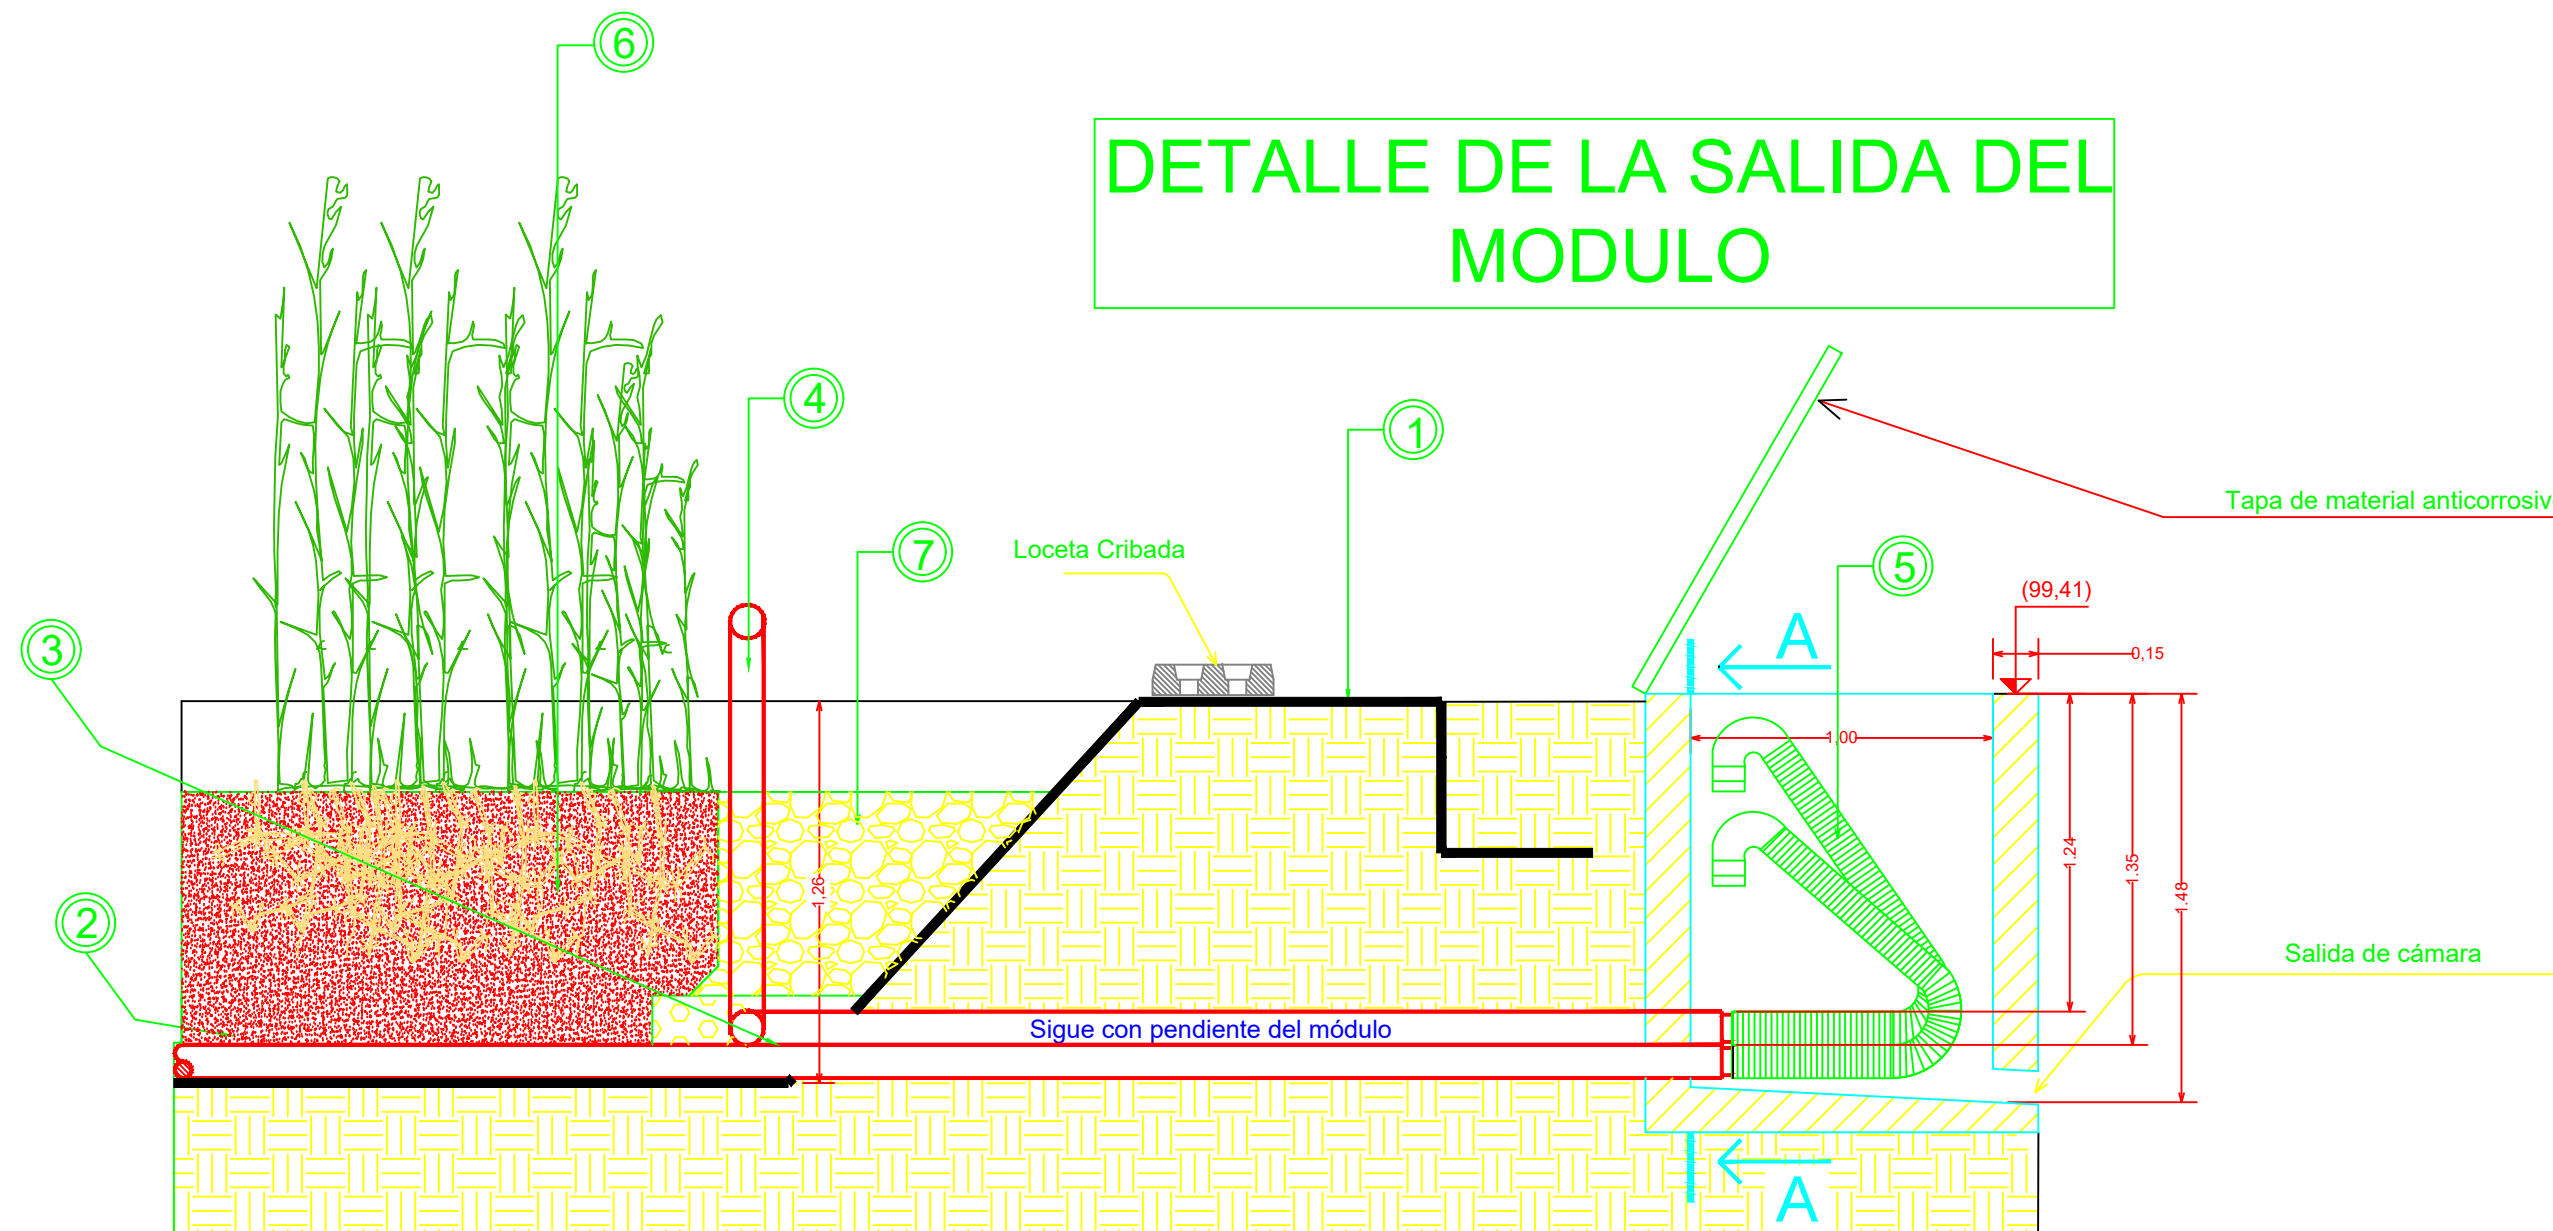 6
DETALLE DE LA SALIDA DEL
MODULO
4
1
Tapa de material anticorrosiv
7
Loceta Cribada
5
(99,41)
A
3
0,15
1,00
1.24
1.35
1,26
1.48
2
Salida de cámara
Sigue con pendiente del módulo
A